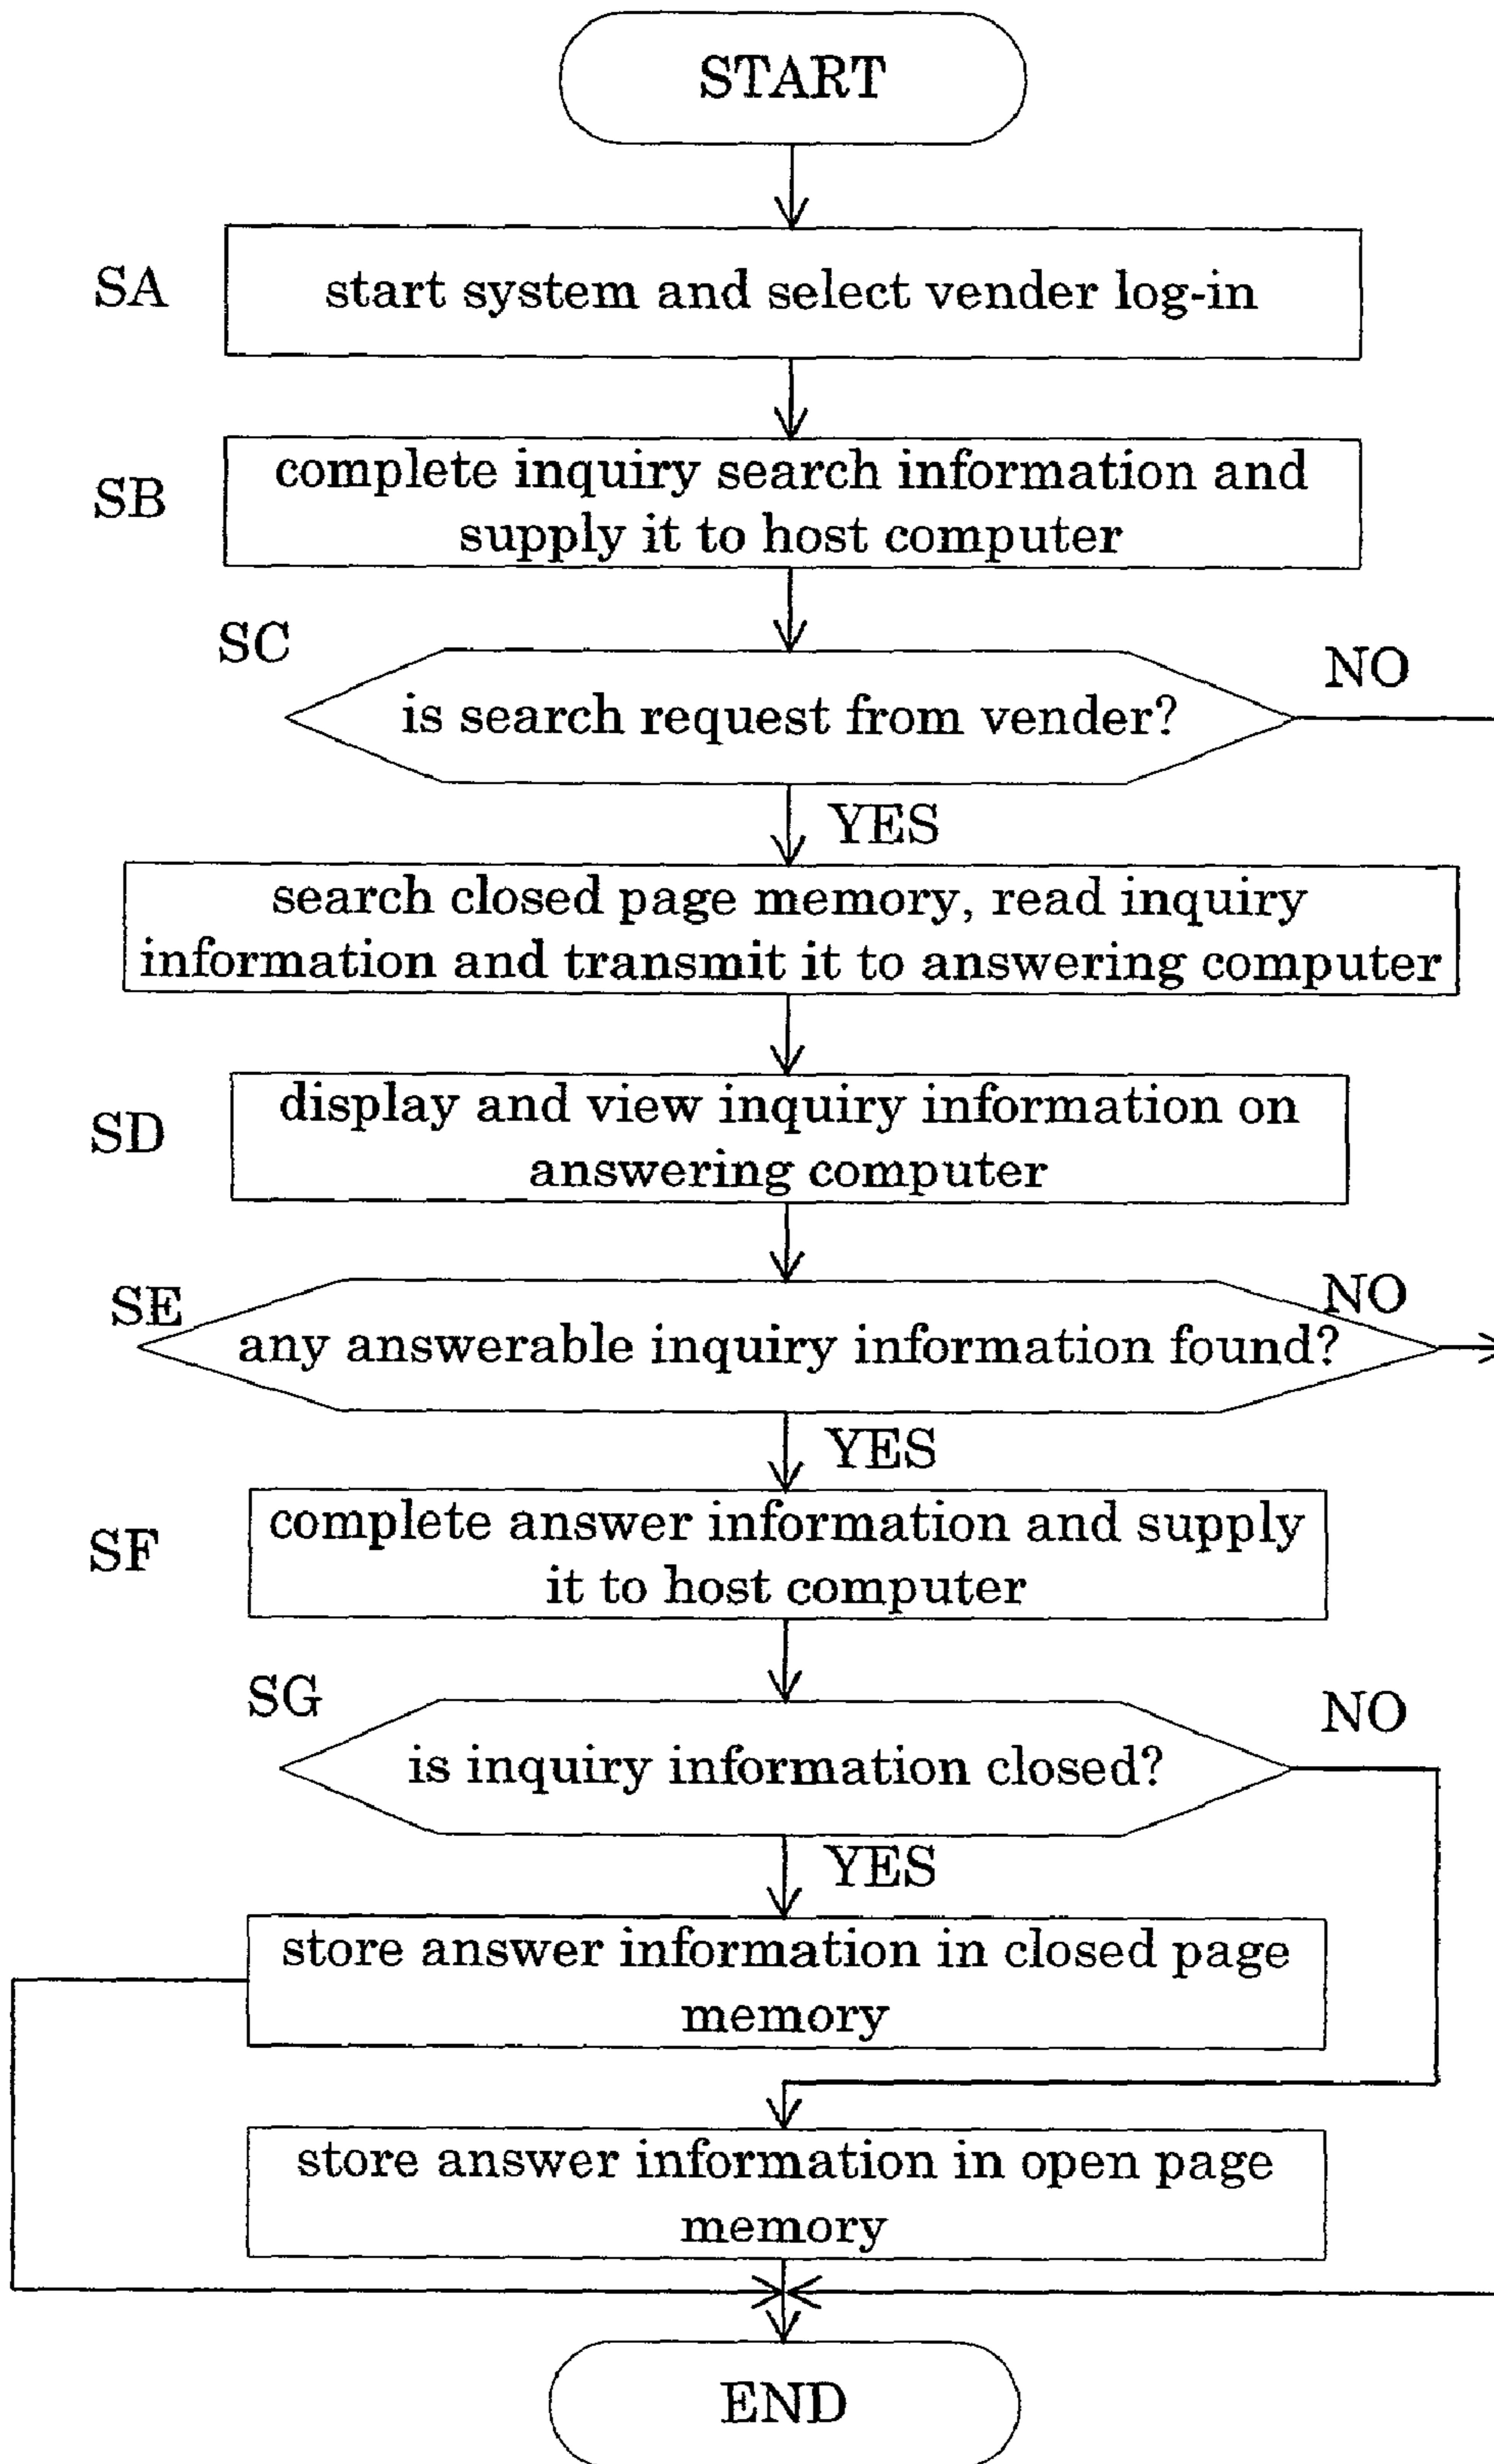 START
SA
start system and select vender log-in
SB
complete inquiry search information and
supply it to host computer
SC
is search request from vender?
NO
YES
search closed page memory, read inquiry
information and transmit it to answering computer
SD
display and view inquiry information on
answering computer
SE
any answerable inquiry information found?
NO
YES
SF
complete answer information and supply
it to host computer
SG
is inquiry information closed?
NO
YES
store answer information in closed page
memory
store answer information in open page
memory
END